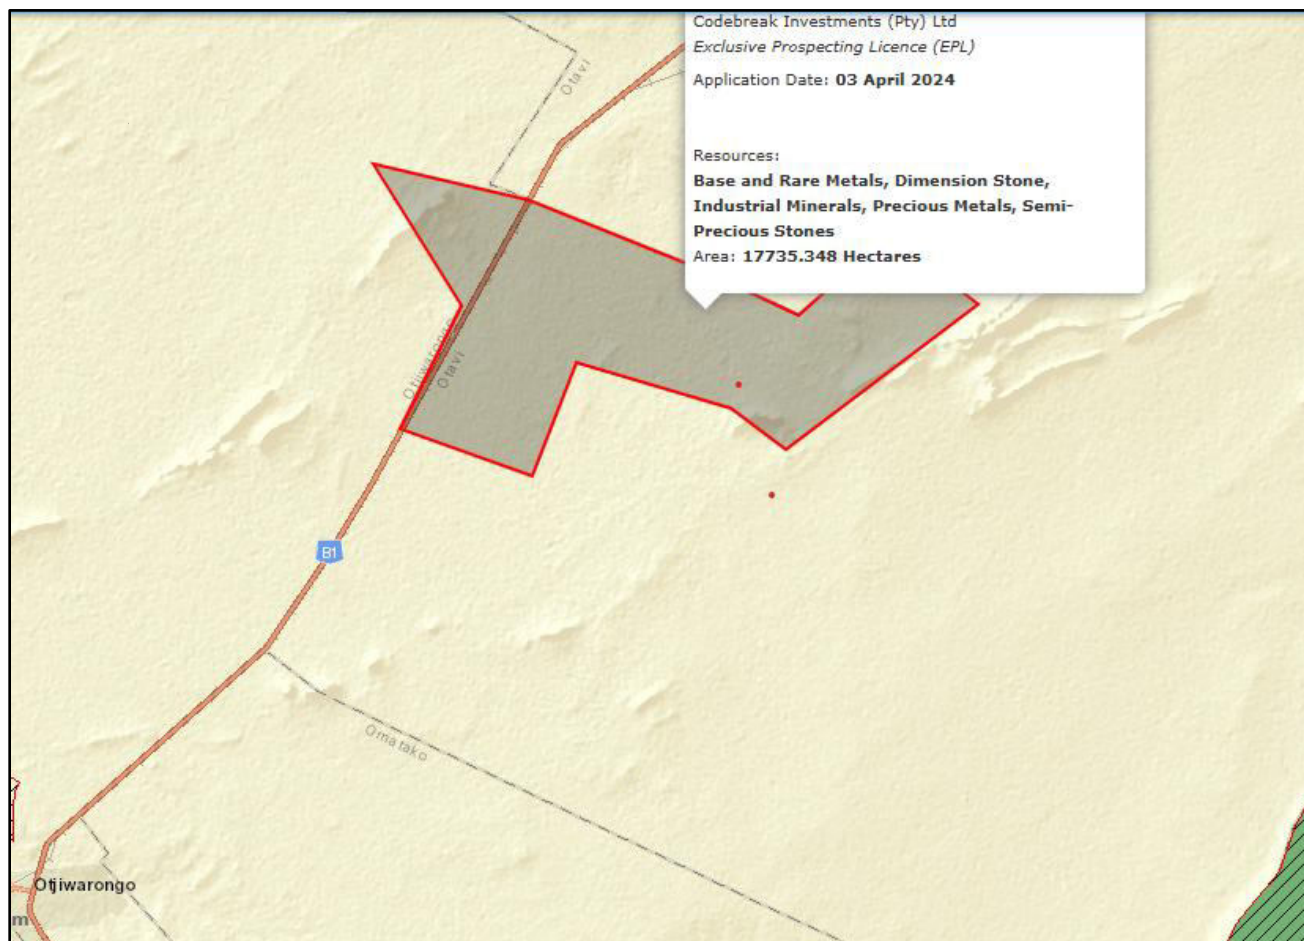 Codebreak Investments (Pty) Ltd
Exclusive Prospecting Licence (EPL)
Application Date: 03 April 2024
Resources:
Base and Rare Metals, Dimension Stone,
Industrial Minerals, Precious Metals, Semi-
Precious Stones
Area: 17735.348 Hectares
Otavi
Otjiwarongo
Otavi
B1
Omatako
Otjiwarongo
m